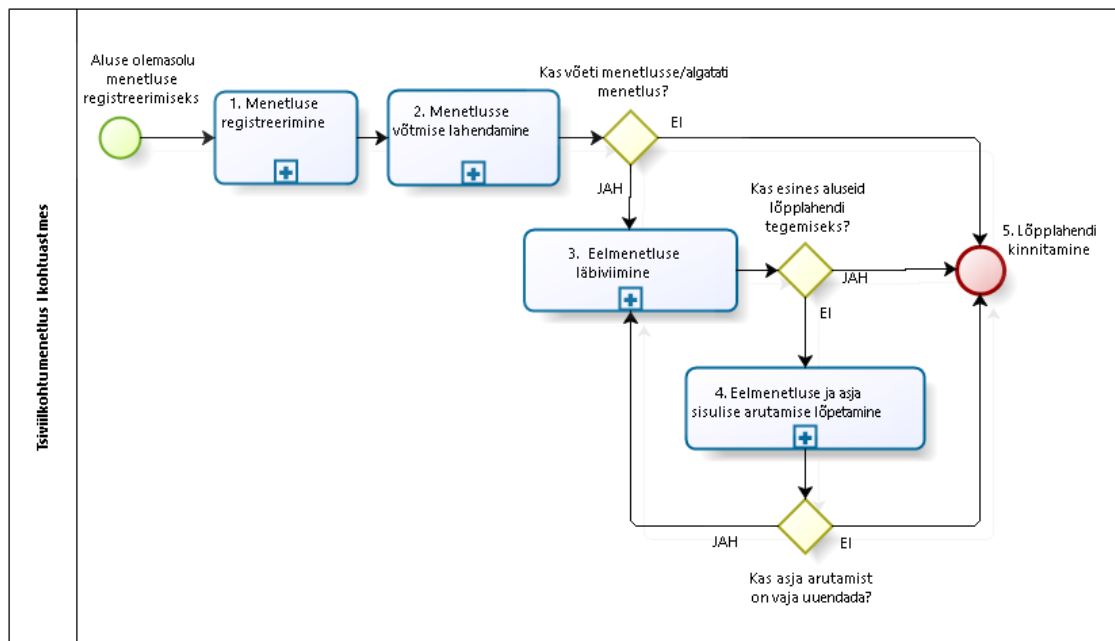 Tsiviilkohtumenetlus I kohtuastmes
Aluse olemasolu
menetluse
registreerimiseks
1. Menetluse
registreerimine
2. Menetlusse
võtmise lahendamine
Kas võeti menetlusse/algatati
menetlus?
EI
JAH
3. Eelmenetluse
läbiviimine
Kas esines aluseid
lõpplahendi
tegemiseks?
JAH
EI
5. Lõpplahendi
kinnitamine
4. Eelmenetluse ja asja
sisulise arutamise lõpetamine
JAH
EI
Kas asja arutamist
on vaja uuendada?